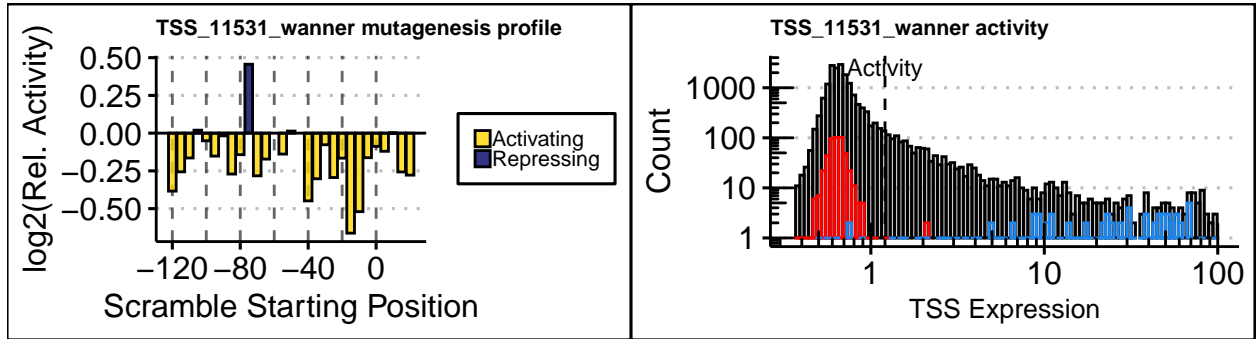 TSS_11531_wanner mutagenesis profile
log2(Rel. Activity)
0.50
0.25
0.00
−0.25
−0.50
−120
−80
−40
0
Scramble Starting Position
Activating
Repressing
TSS_11531_wanner activity
Activity
Count
1000
100
10
1
1
10
100
TSS Expression